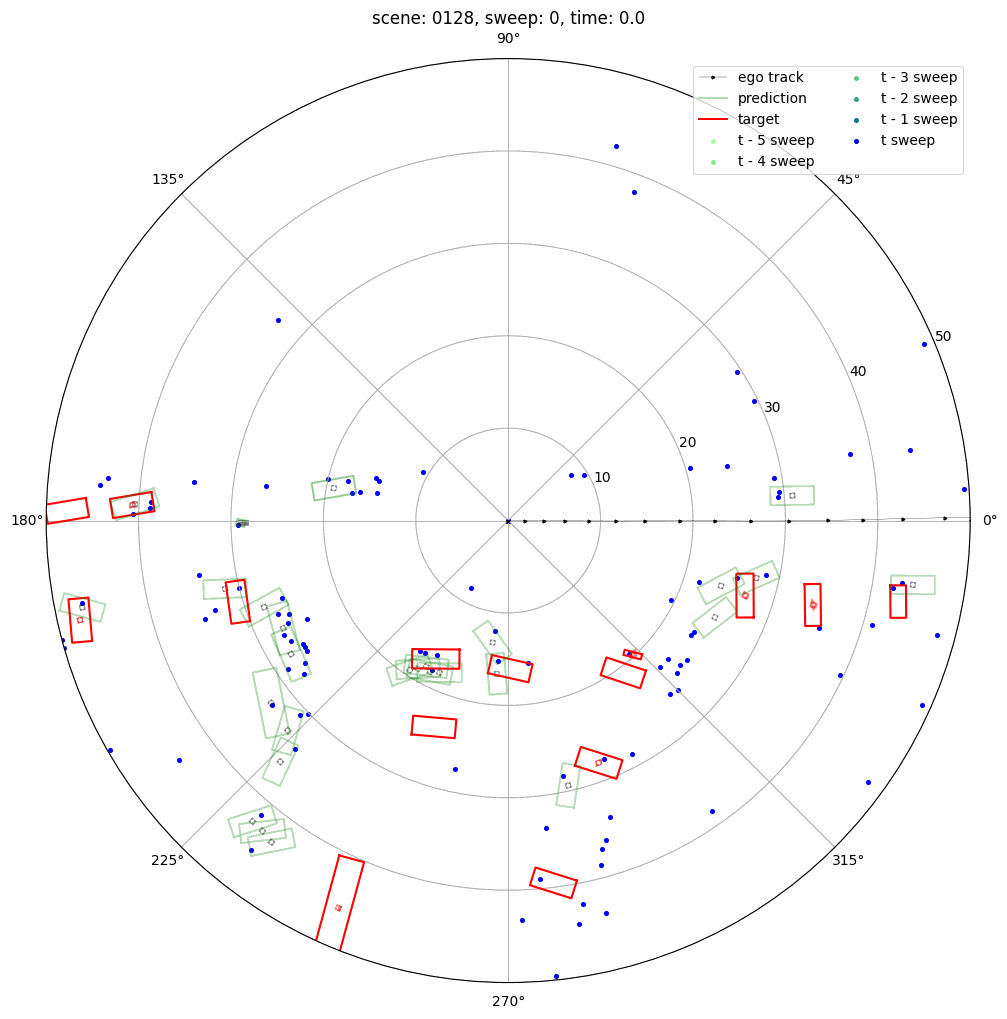 scene: 0128, sweep: 0, time: 0.0
90°
ego track
prediction
target
t - 5 sweep
t - 4 sweep
t - 3 sweep
t - 2 sweep
t - 1 sweep
t sweep
135°
45°
50
40
30
20
10
180°
0°
225°
315°
270°